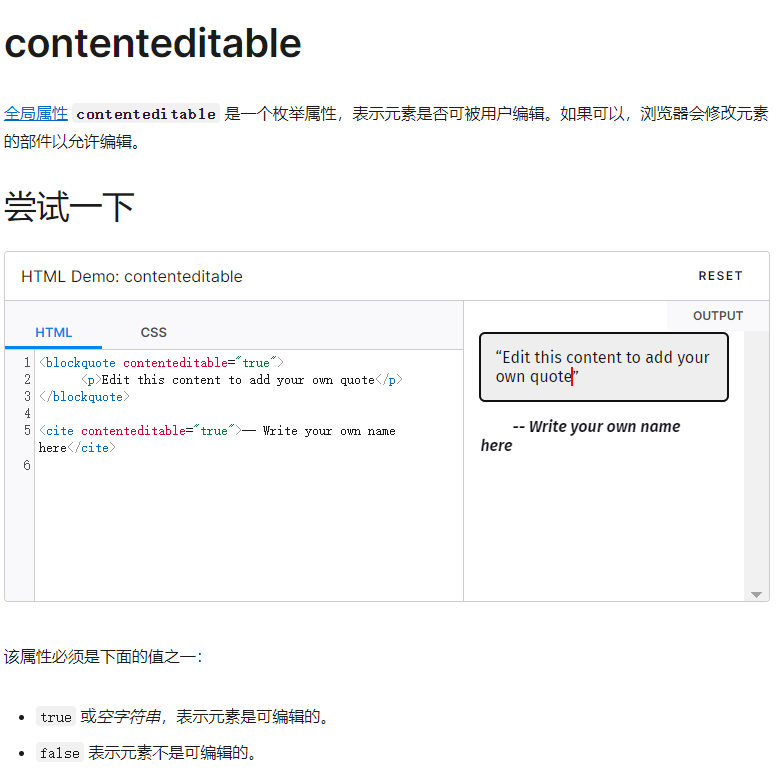 contenteditable
全局属性 contenteditable 是一个枚举属性，表示元素是否可被用户编辑。如果可以，浏览器会修改元素
的部件以允许编辑。
尝试一下
HTML Demo: contenteditable
RESET
HTML
CSS
OUTPUT
1 <blockquote contenteditable="true">
2 <p>Edit this content to add your own quote</p>
3 </blockquote>
4
5 <cite contenteditable="true">-- Write your own name
here</cite>
6
“Edit this content to add your
own quote”
-- Write your own name
here
该属性必须是下面的值之一：
• true 或空字符串，表示元素是可编辑的。
• false 表示元素不是可编辑的。